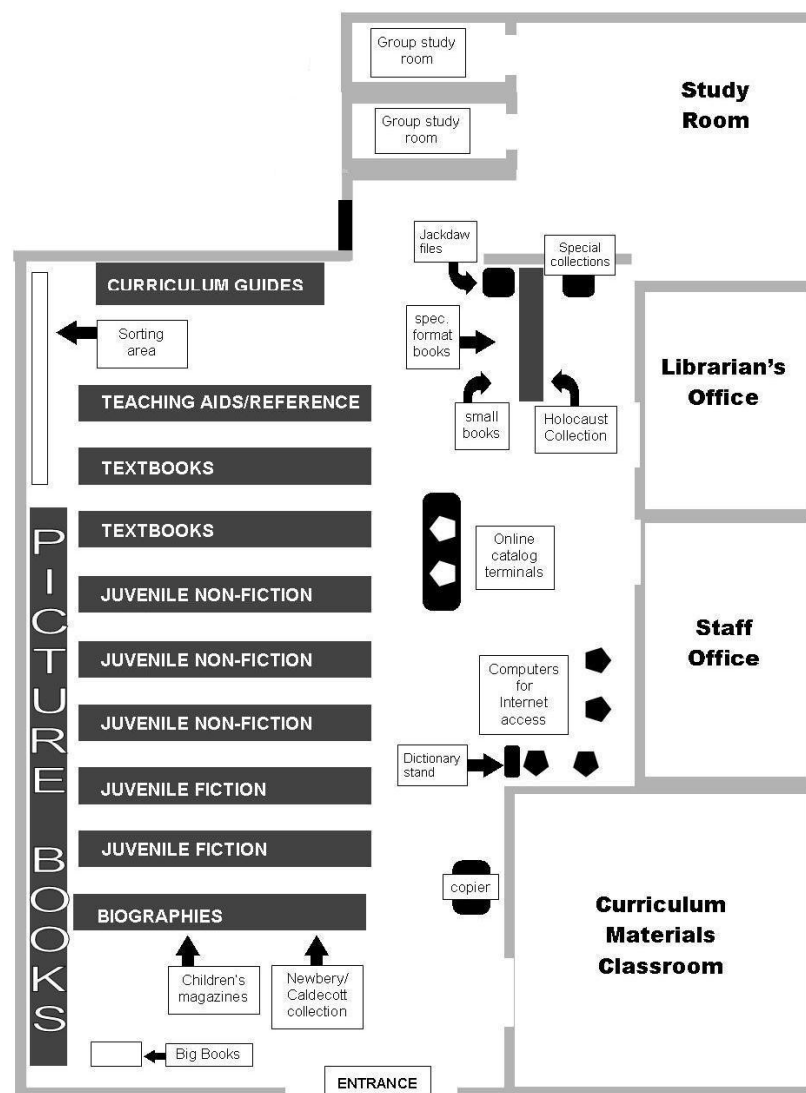 Group study
room
Study
Room
Group study
room
Jackdaw
files
Special
collections
CURRICULUM GUIDES
Sorting
area
spec.
format
books
Librarian's
Office
TEACHING AIDS/REFERENCE
small
books
Holocaust
Collection
TEXTBOOKS
TEXTBOOKS
Online
catalog
terminals
PICTURE BOOKS
JUVENILE NON-FICTION
JUVENILE NON-FICTION
Staff
Office
Computers
for
Internet
access
JUVENILE NON-FICTION
Dictionary
stand
JUVENILE FICTION
JUVENILE FICTION
copier
BIOGRAPHIES
Curriculum
Materials
Classroom
Children's
magazines
Newbery/
Caldecott
collection
Big Books
ENTRANCE